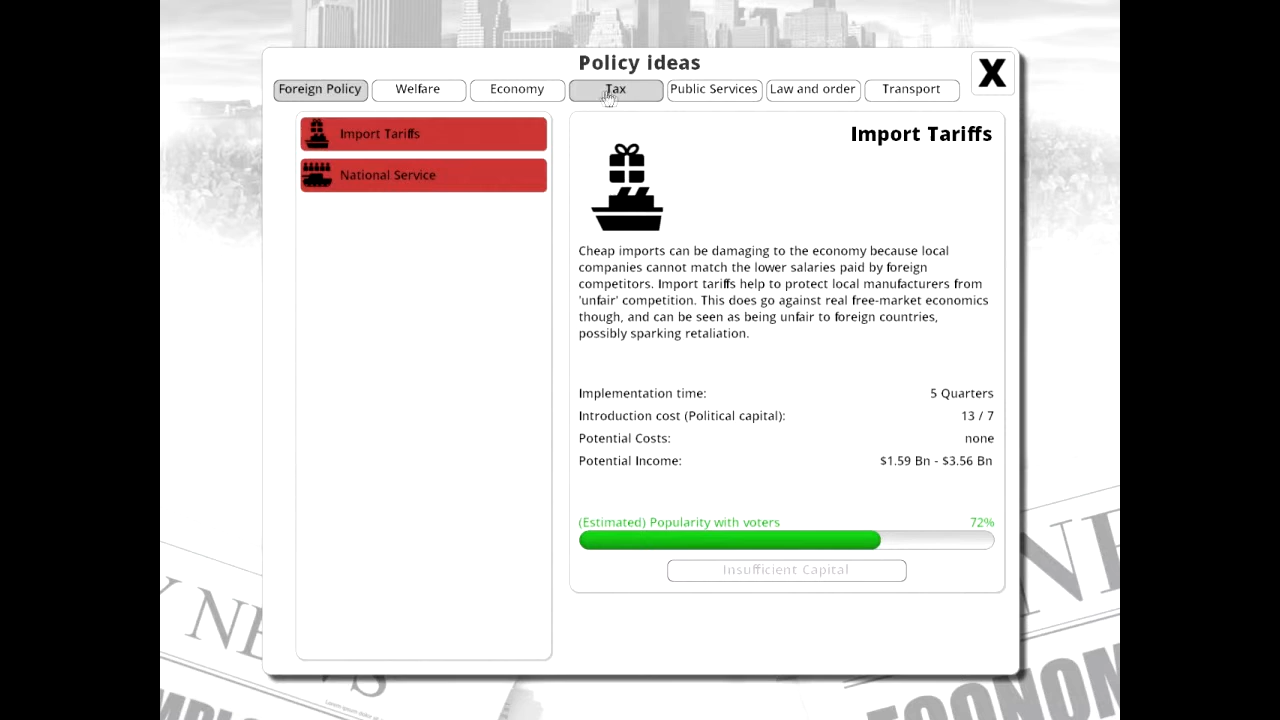 Policy ideas
X
Foreign Policy
Welfare
Economy
Tax
Public Services
Law and order
Transport
Import Tariffs
National Service
Import Tariffs
Cheap imports can be damaging to the economy because local
companies cannot match the lower salaries paid by foreign
competitors. Import tariffs help to protect local manufacturers from
'unfair' competition. This does go against real free-market economics
though, and can be seen as being unfair to foreign countries,
possibly sparking retaliation.
Implementation time: 5 Quarters
Introduction cost (Political capital): 13 / 7
Potential Costs: none
Potential Income: $1.59 Bn - $3.56 Bn
(Estimated) Popularity with voters 72%
Insufficient Capital